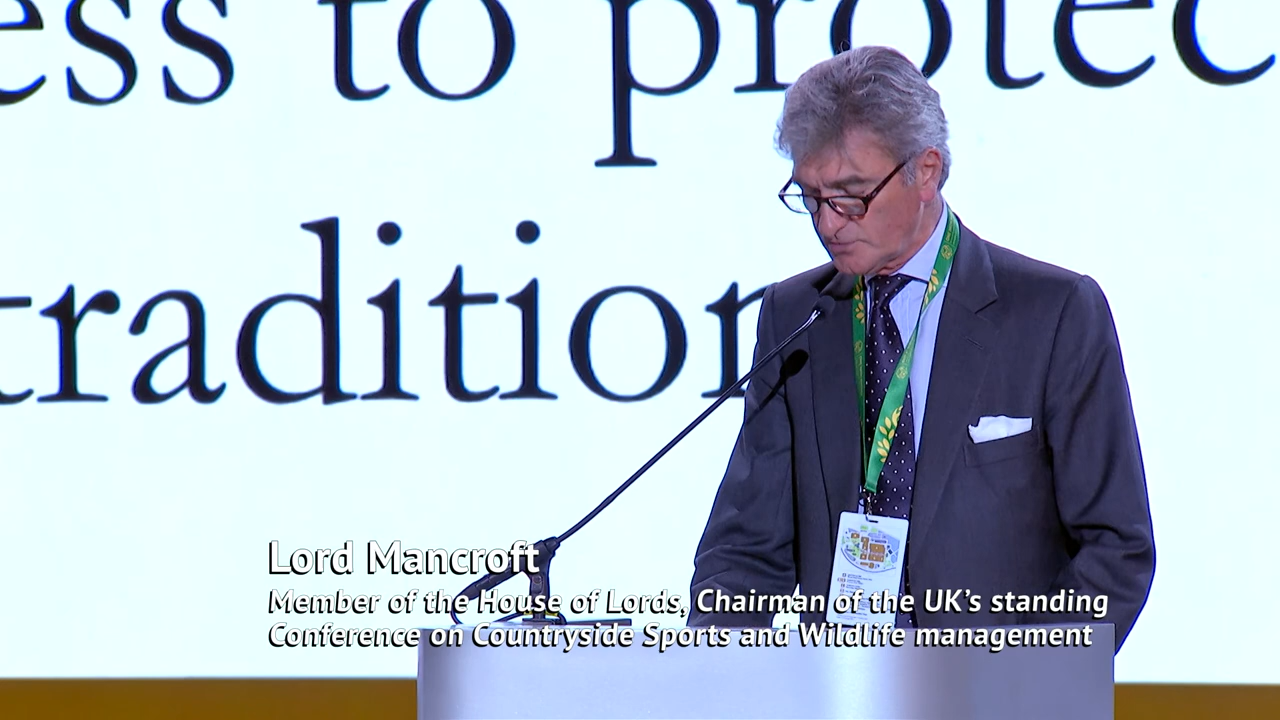 ess to protec
tradition
Lord Mancroft
Member of the House of Lords, Chairman of the UK's standing
Conference on Countryside Sports and Wildlife management